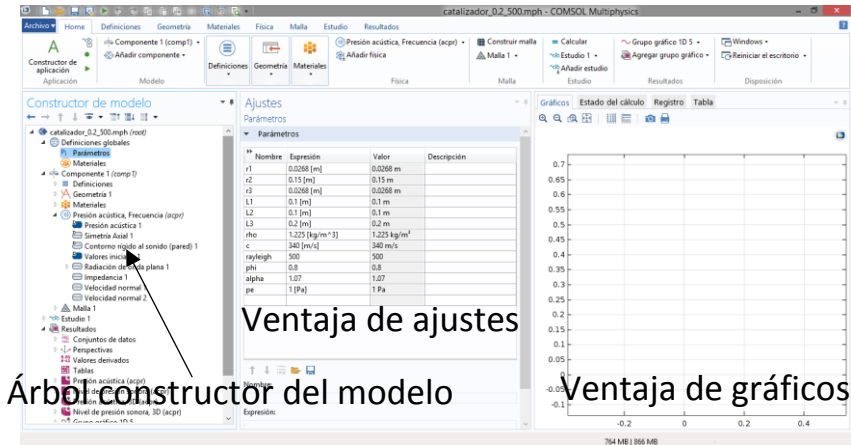 catalizador_0.2_500.mph - COMSOL Multiphysics
Archivo Home Definiciones Geometría Materiales Física Malla Estudio Resultados
A
Constructor de aplicación
Componente 1 (comp1)
Añadir componente
Definiciones
Geometría
Materiales
Presión acústica, Frecuencia (acpr)
Añadir física
Construir malla
Malla 1
Calcular
Estudio 1
Añadir estudio
Grupo gráfico 1D 5
Agregar grupo gráfico
Windows
Reiniciar el escritorio
Aplicación Modelo Física Malla Estudio Resultados Disposición
Constructor de modelo
catalizador_0.2_500.mph (root)
Definiciones globales
Parámetros
Materiales
Componente 1 (comp1)
Definiciones
Geometría 1
Materiales
Presión acústica, Frecuencia (acpr)
Presión acústica 1
Simetría Axial 1
Contorno rígido al sonido (pared) 1
Valores
Radiación de onda plana 1
Impedancia 1
Velocidad normal
Velocidad normal 2
Malla 1
Estudio 1
Resultados
Conjuntos de datos
Perspectivas
Valores derivados
Tablas
Presión acústica (acpr)
Nivel de presión sonora, 3D (acpr)
Grupo gráfico 1D 5
Árbol constructor del modelo
Ajustes
Parámetros
Parámetros
Nombre Expresión Valor Descripción
r1 0.0268 [m] 0.0268 m
r2 0.15 [m] 0.15 m
r3 0.0268 [m] 0.0268 m
L1 0.1 [m] 0.1 m
L2 0.1 [m] 0.1 m
L3 0.2 [m] 0.2 m
rho 1.225 [kg/m^3] 1.225 kg/m³
c 340 [m/s] 340 m/s
rayleigh 500 500
phi 0.8 0.8
alpha 1.07 1.07
pe 1 [Pa] 1 Pa
Ventaja de ajustes
Nombre:
Expresión:
Gráficos Estado del cálculo Registro Tabla
0.7
0.65
0.6
0.55
0.5
0.45
0.4
0.35
0.3
0.25
0.2
0.15
0.1
0.05
0
-0.05
-0.1
-0.2 0 0.2 0.4
Ventaja de gráficos
764 MB | 866 MB